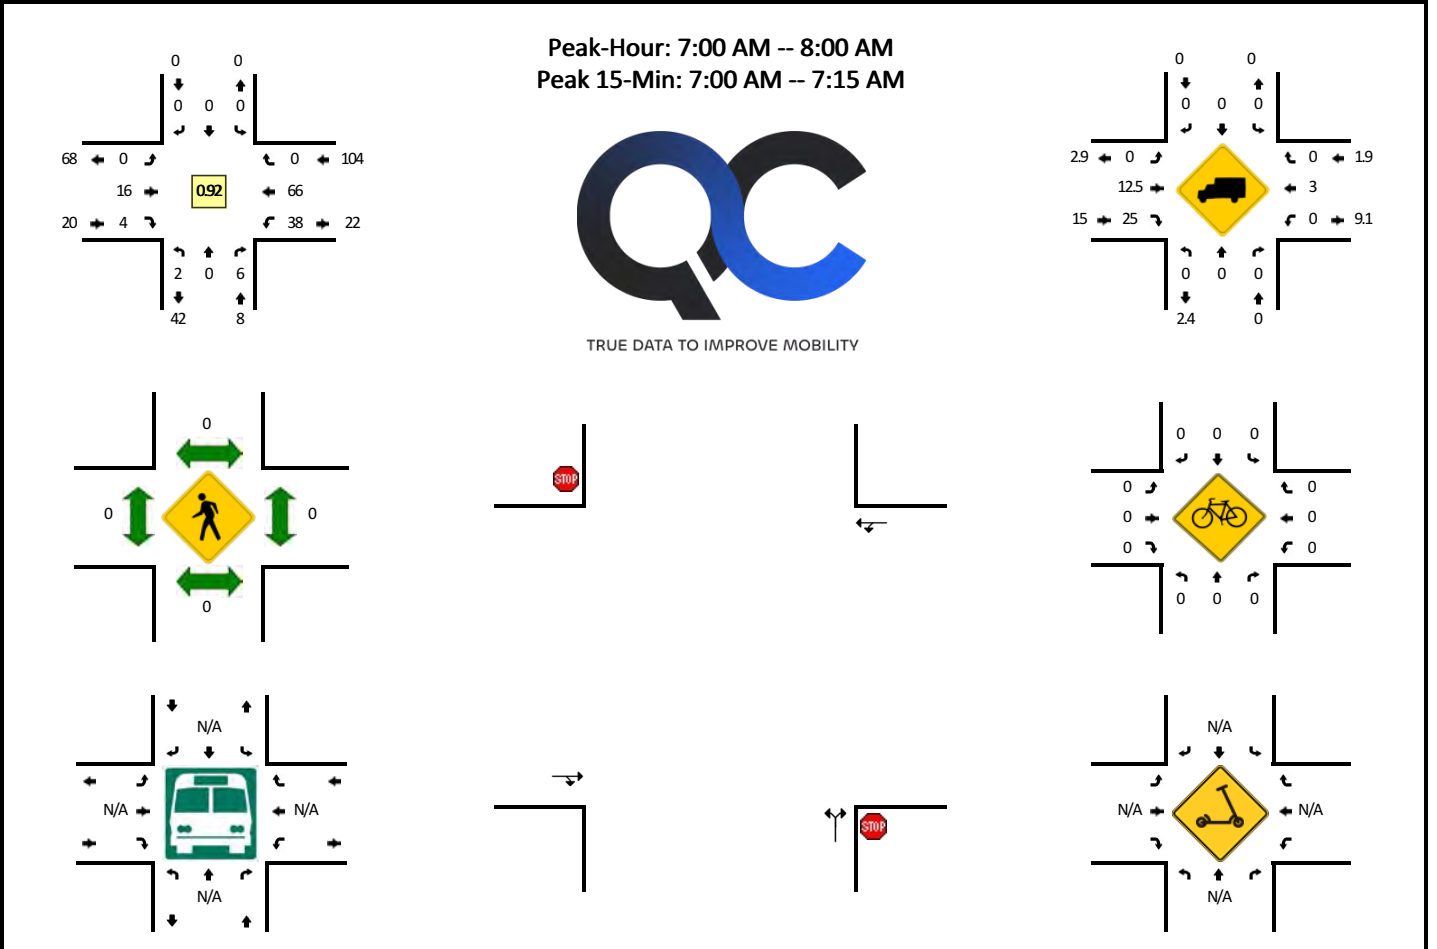 Peak-Hour: 7:00 AM -- 8:00 AM
Peak 15-Min: 7:00 AM -- 7:15 AM
0 0
0 0 0
68 0 0 104
16 0.92 66
20 4 38 22
2 0 6
42 8
TRUE DATA TO IMPROVE MOBILITY
0 0
0 0 0
2.9 0 0 1.9
12.5 3
15 25 0 9.1
0 0 0
2.4 0
0
0 0
0
STOP
STOP
0 0 0
0 0
0 0
0 0
0 0 0
N/A
N/A N/A
N/A
N/A
N/A N/A
N/A